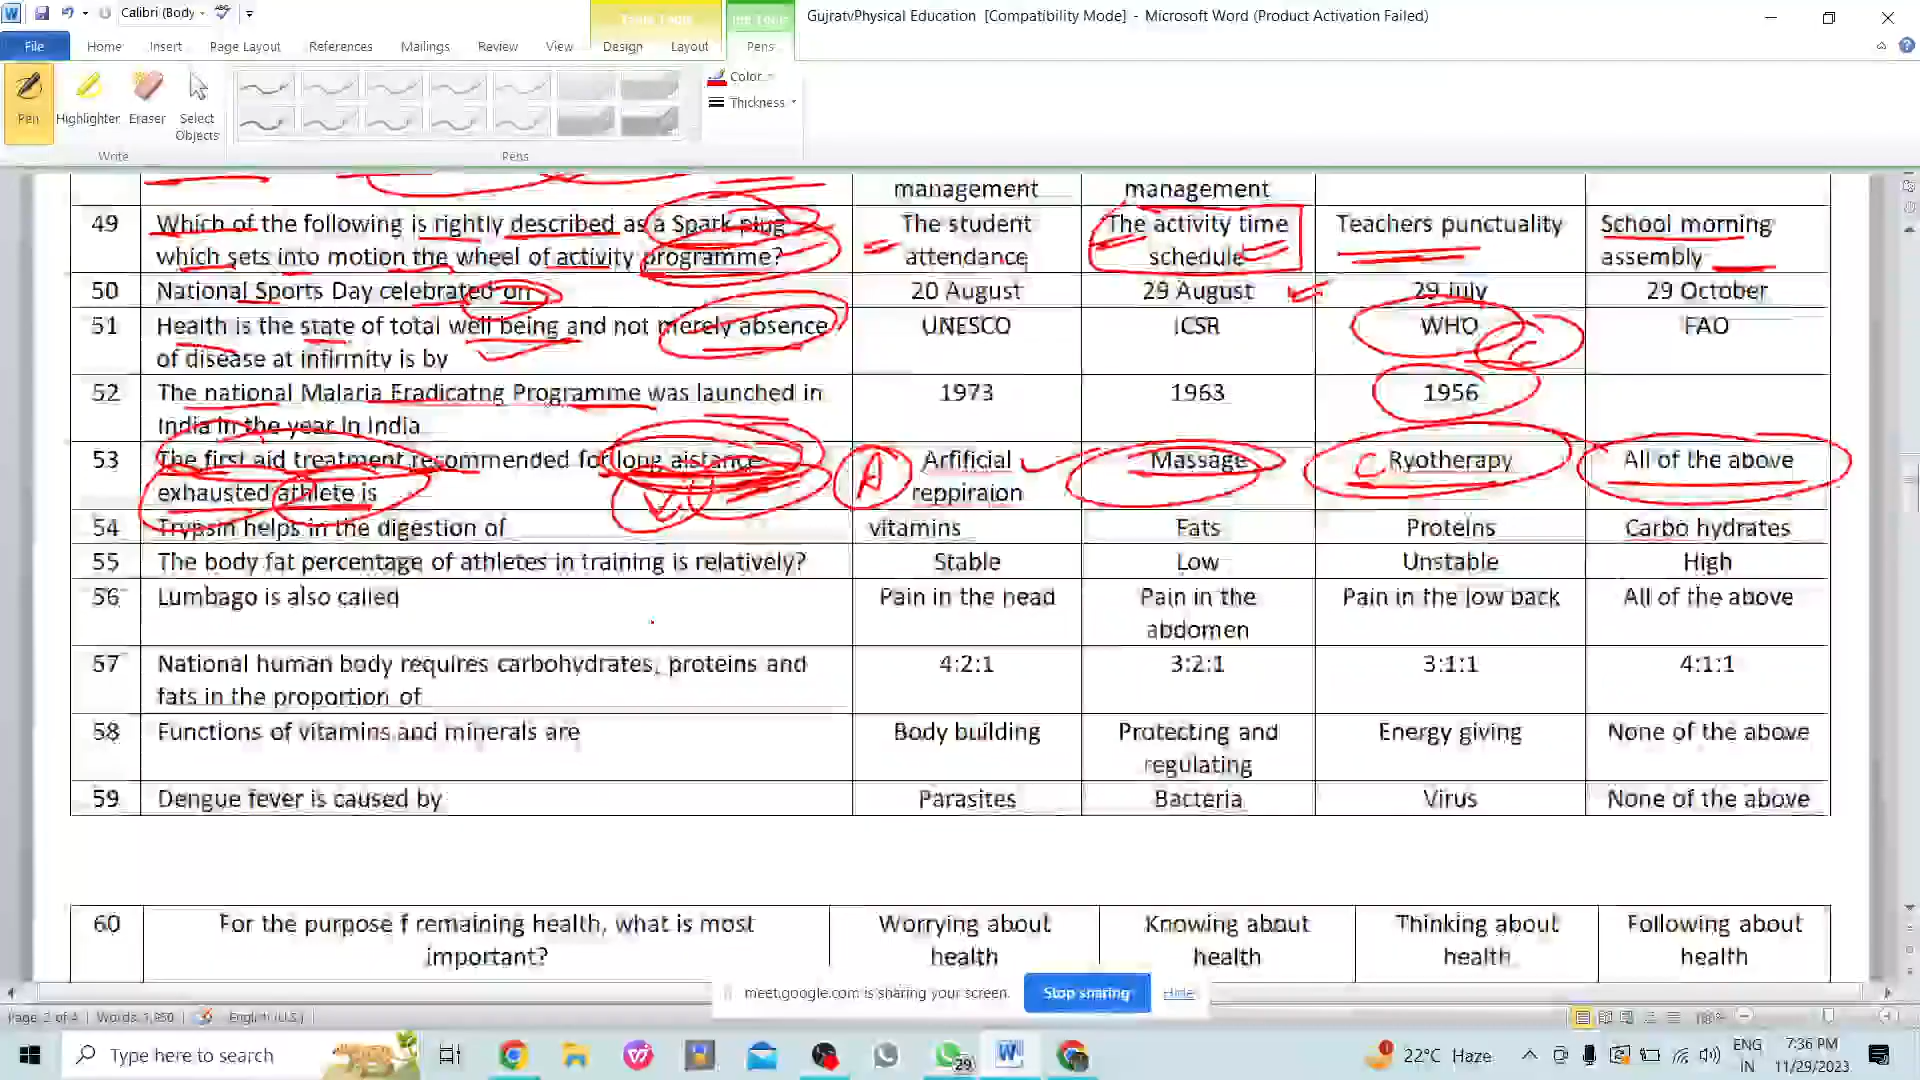 Calibri (Body
GujratvPhysical Education [Compatibility Mode] - Microsoft Word (Product Activation Failed)
File Home Insert Page Layout References Mailings Review View Design Layout Pens
Pen Highlighter Eraser Select Objects
Color
Thickness
Write Pens
management management
49 Which of the following is rightly described as a Spark plug The student The activity time Teachers punctuality School morning
which sets into motion the wheel of activity programme? attendance schedule assembly
50 National Sports Day celebrated on 20 August 29 August 29 July 29 October
51 Health is the state of total well being and not merely absence UNESCO ICSR WHO FAO
of disease at infirmity is by
52 The national Malaria Eradicatng Programme was launched in 1973 1963 1956
India in the year in India
53 The first aid treatment recommended for long aistance A Arfificial Massage C Ryotherapy All of the above
exhausted athlete is reppiraion
54 Trypsin helps in the digestion of vitamins Fats Proteins Carbo hydrates
55 The body fat percentage of athletes in training is relatively? Stable Low Unstable High
56 Lumbago is also called Pain in the head Pain in the Pain in the low back All of the above
abdomen
57 National human body requires carbohydrates, proteins and 4:2:1 3:2:1 3:1:1 4:1:1
fats in the proportion of
58 Functions of vitamins and minerals are Body building Protecting and Energy giving None of the above
regulating
59 Dengue fever is caused by Parasites Bacteria Virus None of the above
60 For the purpose f remaining health, what is most Worrying about Knowing about Thinking about Following about
important? health health health health
meet.google.com is sharing your screen. Stop sharing Hide
Page: 2 of 4 Words: 1,950 English (U.S.)
Type here to search
29
22°C Haze
ENG
IN
7:36 PM
11/29/2023